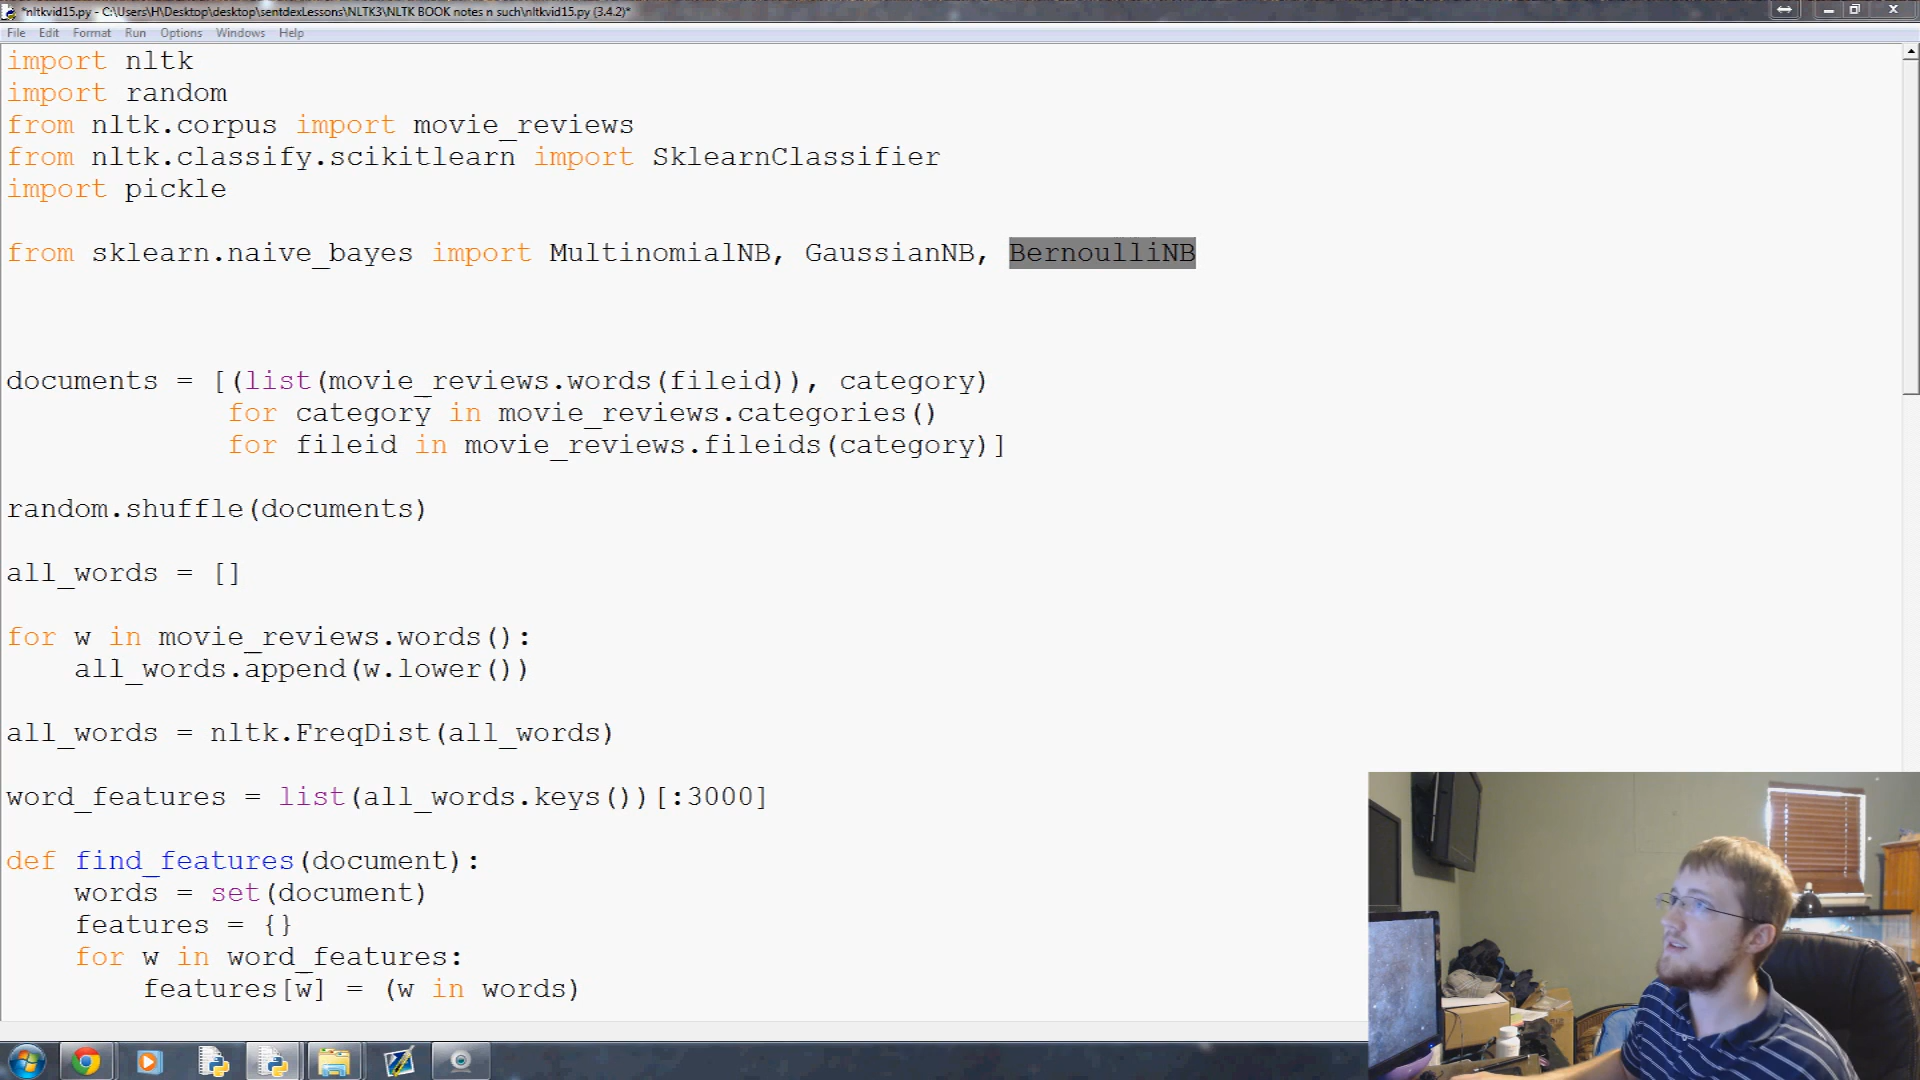 *nltkvid15.py - C:\Users\H\Desktop\desktop\sentdexLessons\NLTK3\NLTK BOOK notes n such\nltkvid15.py (3.4.2)*
File Edit Format Run Options Windows Help
import nltk
import random
from nltk.corpus import movie_reviews
from nltk.classify.scikitlearn import SklearnClassifier
import pickle
from sklearn.naive_bayes import MultinomialNB, GaussianNB, BernoulliNB
documents = [(list(movie_reviews.words(fileid)), category)
for category in movie_reviews.categories()
for fileid in movie_reviews.fileids(category)]
random.shuffle(documents)
all_words = []
for w in movie_reviews.words():
all_words.append(w.lower())
all_words = nltk.FreqDist(all_words)
word_features = list(all_words.keys())[:3000]
def find_features(document):
words = set(document)
features = {}
for w in word_features:
features[w] = (w in words)